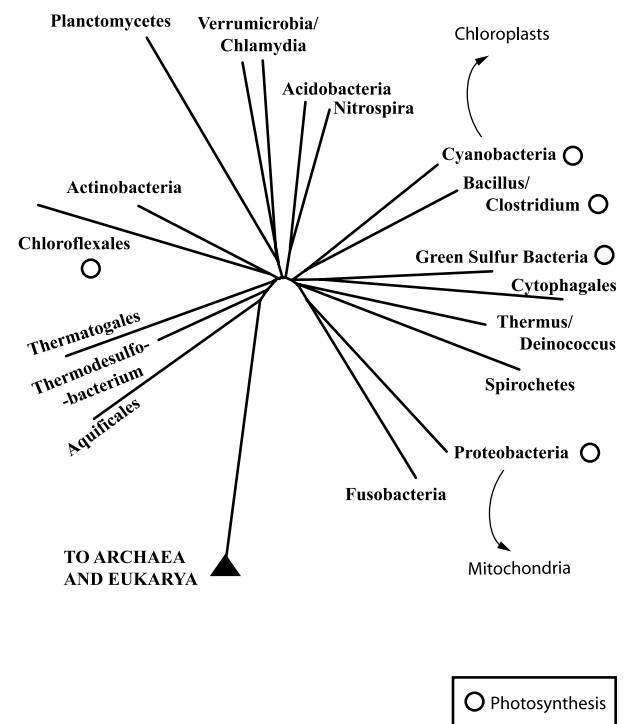 Planctomycetes
Verrumicrobia/
Chlamydia
Chloroplasts
Acidobacteria
Nitrospira
Cyanobacteria
Bacillus/
Clostridium
Actinobacteria
Chloroflexales
Green Sulfur Bacteria
Cytophagales
Thermus/
Deinococcus
Thermatogales
Thermodesulfo-
-bacterium
Aquificales
Spirochetes
Proteobacteria
Fusobacteria
TO ARCHAEA
AND EUKARYA
Mitochondria
Photosynthesis